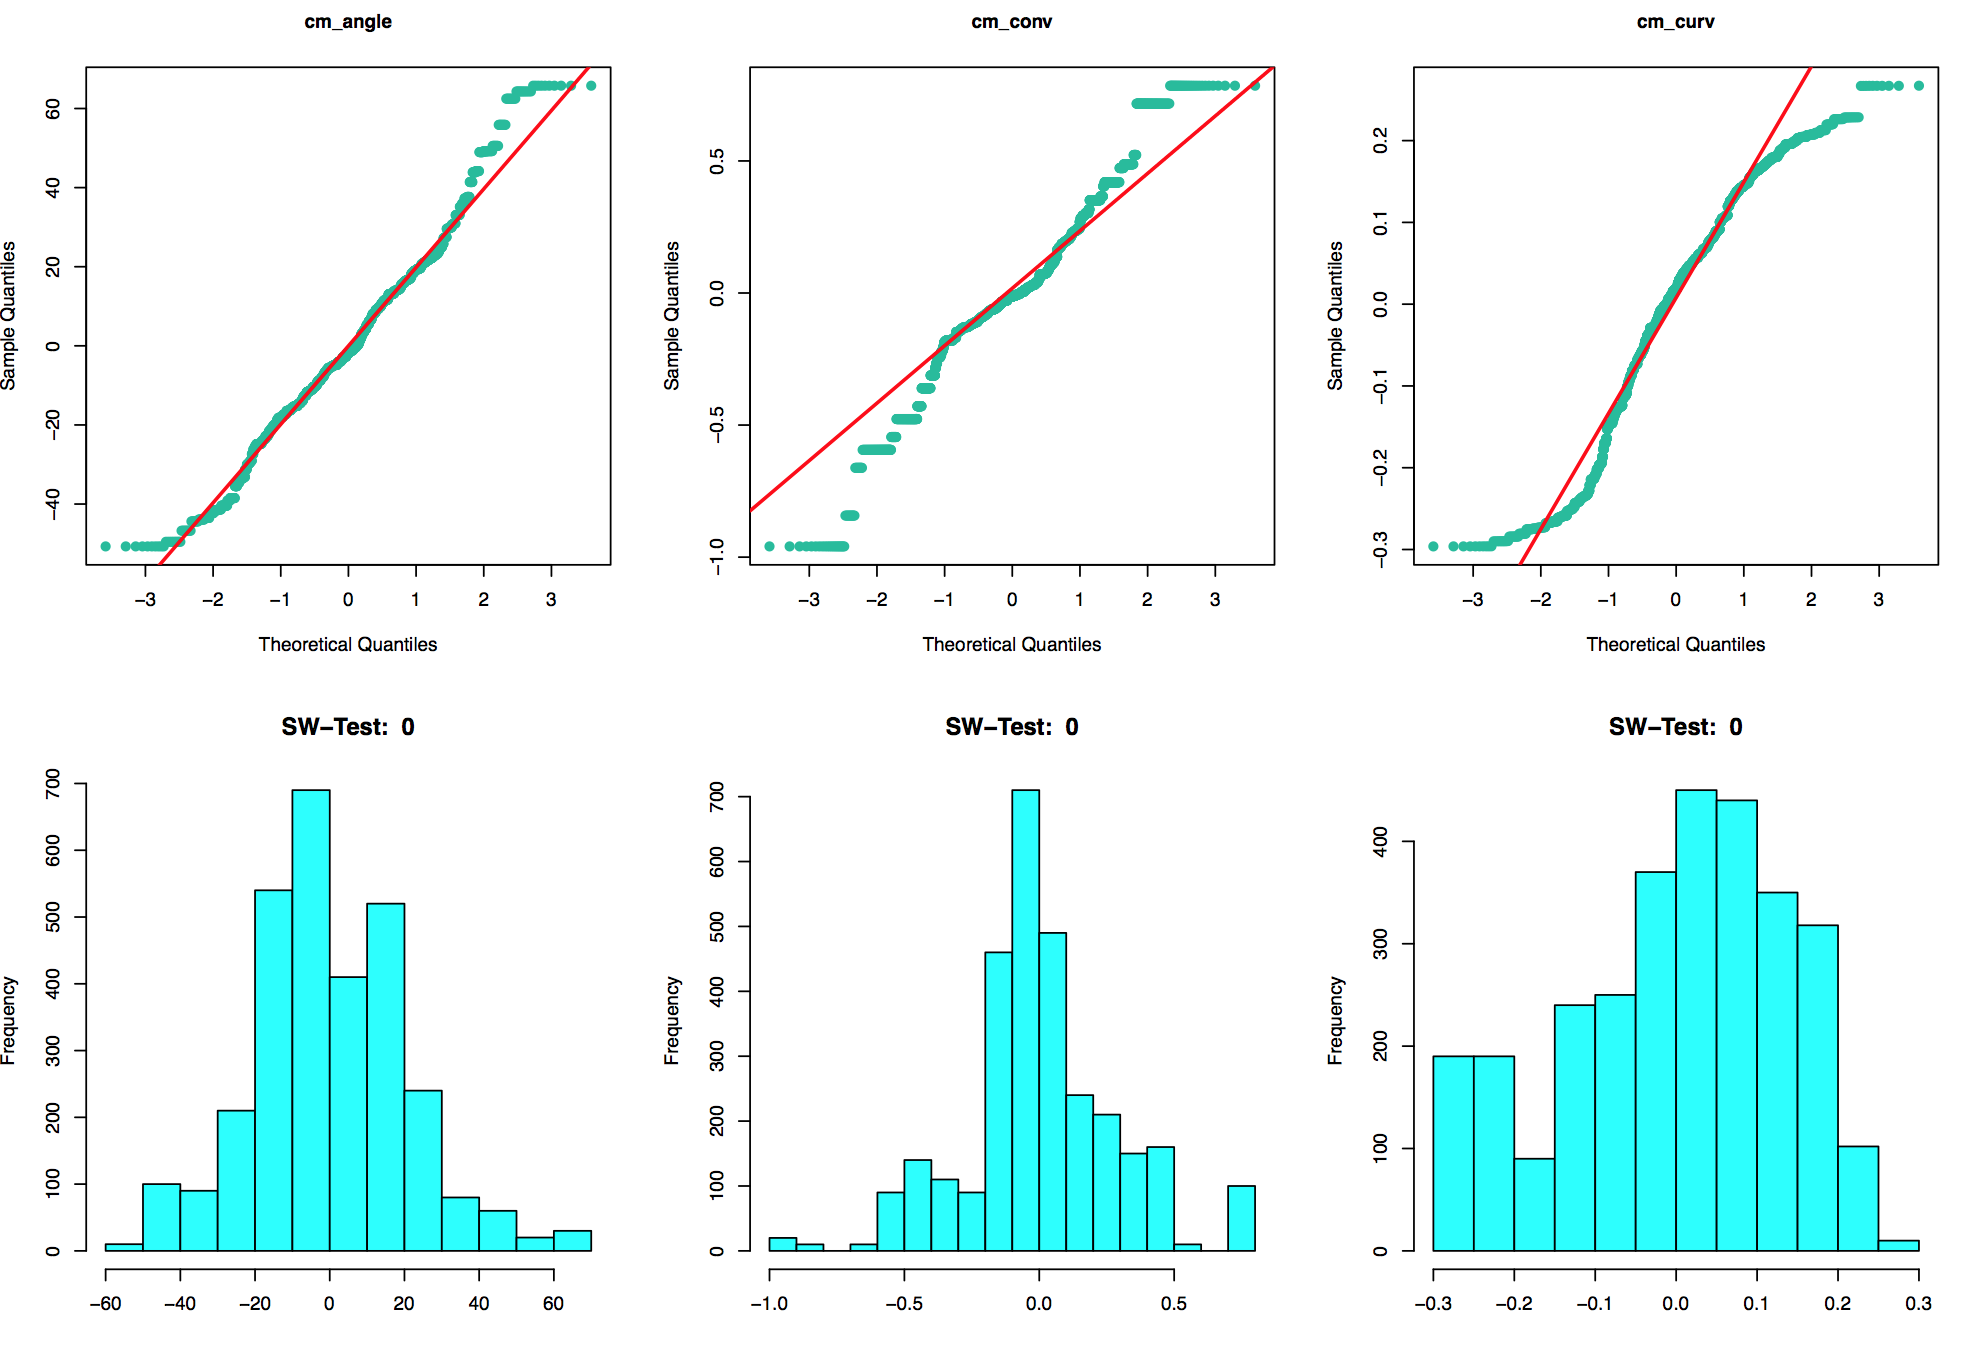 cm_angle
Sample Quantiles
60
40
20
0
−20
−40
−3 −2 −1 0 1 2 3
Theoretical Quantiles
cm_conv
Sample Quantiles
0.5
0.0
−0.5
−1.0
−3 −2 −1 0 1 2 3
Theoretical Quantiles
cm_curv
Sample Quantiles
0.2
0.1
0.0
−0.1
−0.2
−0.3
−3 −2 −1 0 1 2 3
Theoretical Quantiles
SW−Test: 0
Frequency
700
600
500
400
300
200
100
0
−60 −40 −20 0 20 40 60
SW−Test: 0
Frequency
700
600
500
400
300
200
100
0
−1.0 −0.5 0.0 0.5
SW−Test: 0
Frequency
400
300
200
100
0
−0.3 −0.2 −0.1 0.0 0.1 0.2 0.3